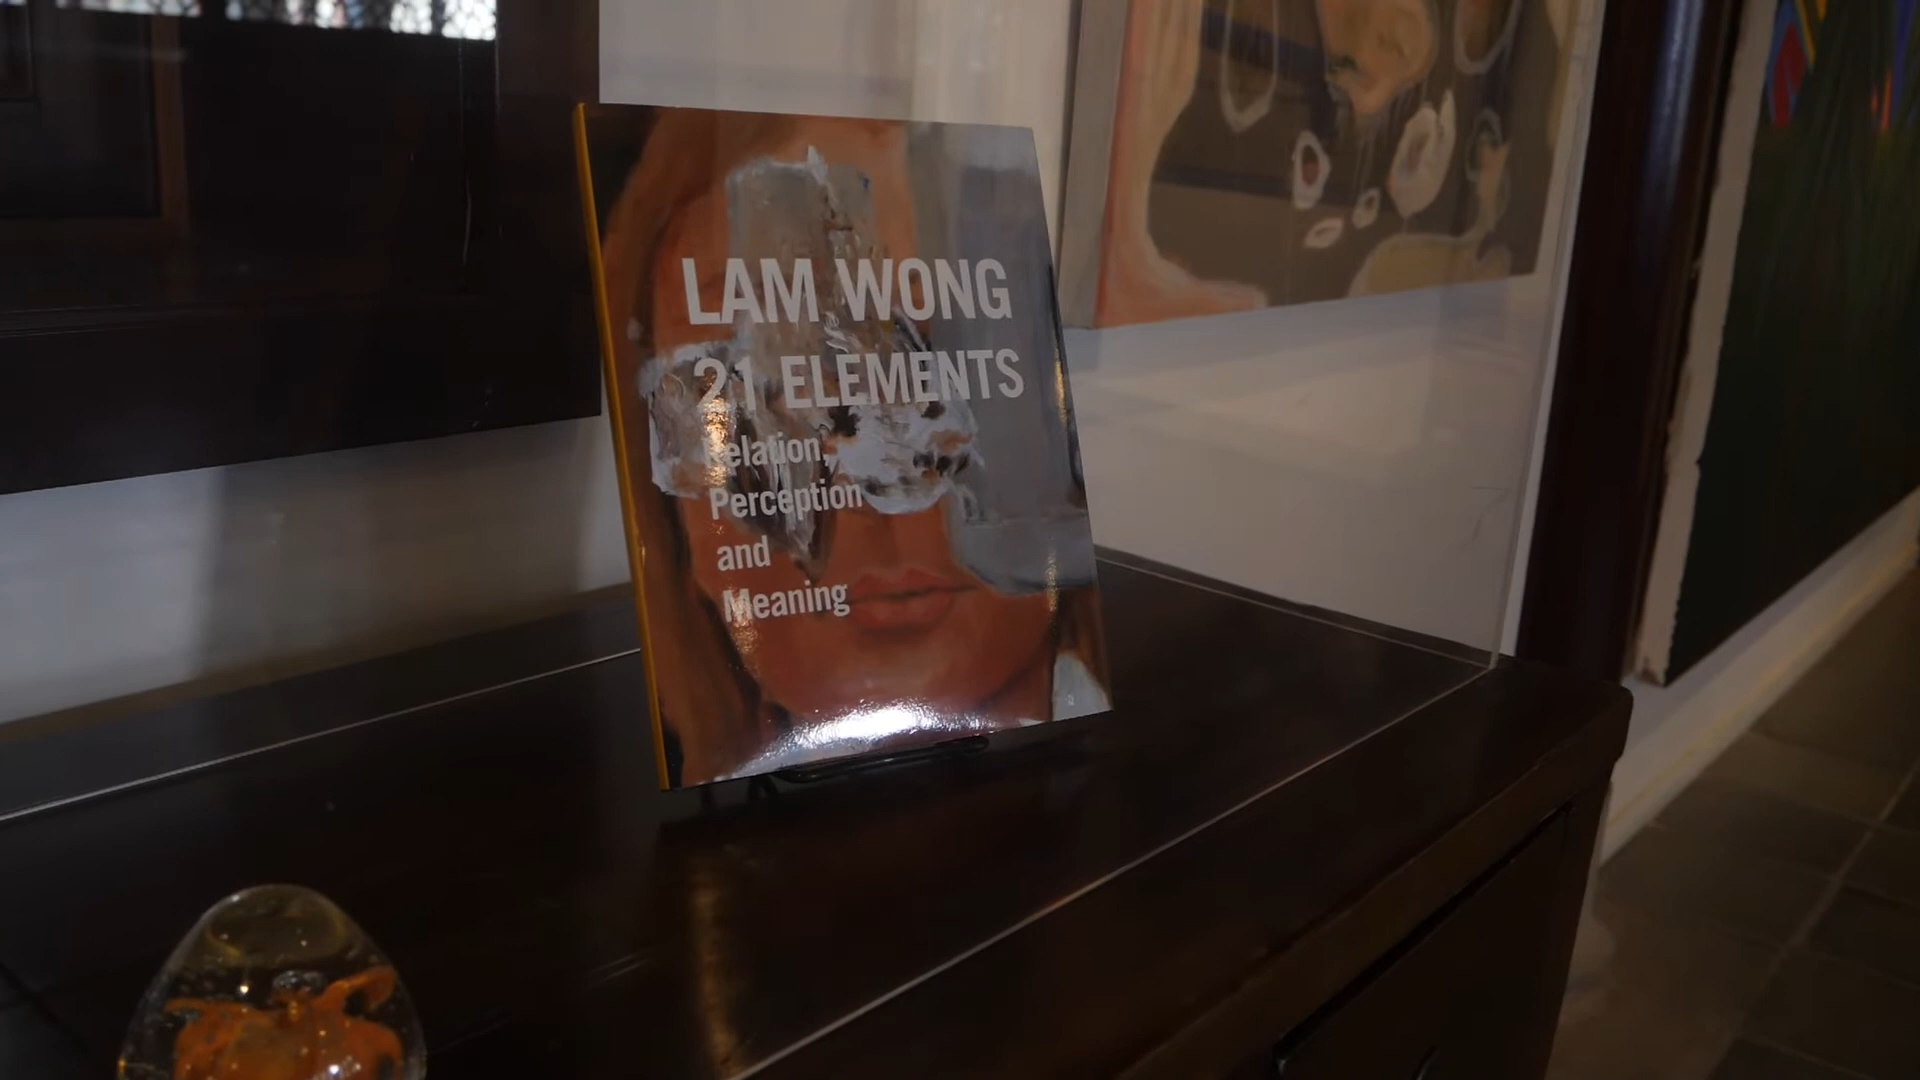 LAM WONG
21 ELEMENTS
Relation,
Perception
and
Meaning